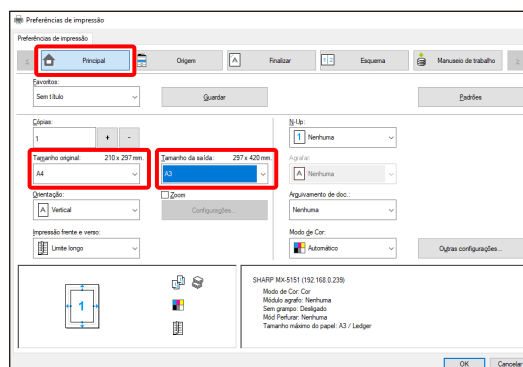 Preferências de impressão
Preferências de impressão
Principal
Origem
A
Finalizar
1 2
Esquema
Manuseio de trabalho
Favoritos:
Sem título
Guardar
Padrões
Cópias:
1
+
-
N-Up:
1 Nenhuma
Tamanho original: 210 x 297 mm.
A4
Tamanho da saída: 297 x 420 mm.
A3
Agrafa:
A Nenhuma
Orientação:
A Vertical
Zoom
Configurações...
Arquivamento de doc.:
Nenhuma
Impressão frente e verso:
Limite longo
Modo de Cor:
Automático
Outras configurações...
1
SHARP MX-5151 (192.168.0.239)
Modo de Cor: Cor
Módulo agrafo: Nenhuma
Sem grampo: Desligado
Mód Perfurar: Nenhuma
Tamanho máximo do papel: A3 / Ledger
OK
Cancelar